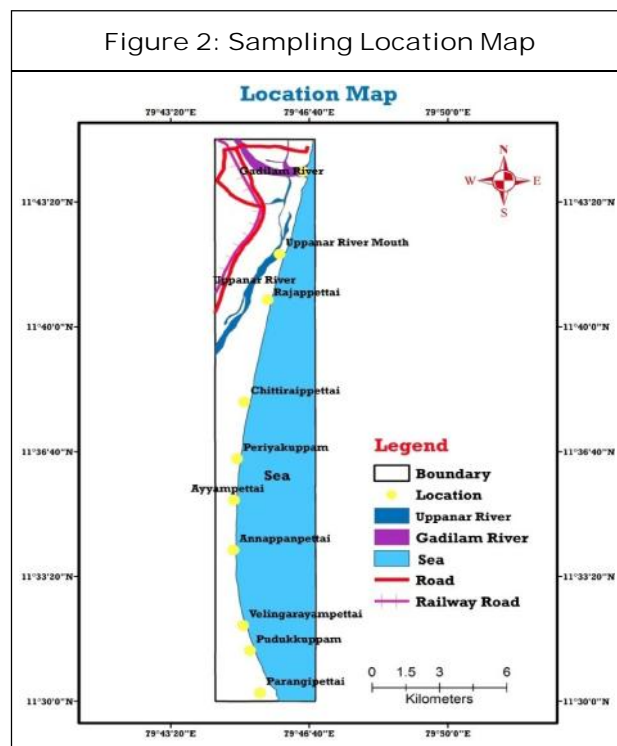 Figure 2: Sampling Location Map
Location Map
79°43'20"E 79°46'40"E 79°50'0"E
N
W E
S
Gadilam River
11°43'20"N 11°43'20"N
Uppanar River Mouth
Uppanar River
Rajappettai
11°40'0"N 11°40'0"N
Chittiraippettai
11°36'40"N 11°36'40"N
Periyakuppam
Sea
Ayyampettai
Annappanpettai
11°33'20"N 11°33'20"N
Velingarayampettai
Pudukkuppam
Parangipettai
11°30'0"N 11°30'0"N
Legend
Boundary
Location
Uppanar River
Gadilam River
Sea
Road
Railway Road
0 1.5 3 6
Kilometers
79°43'20"E 79°46'40"E 79°50'0"E